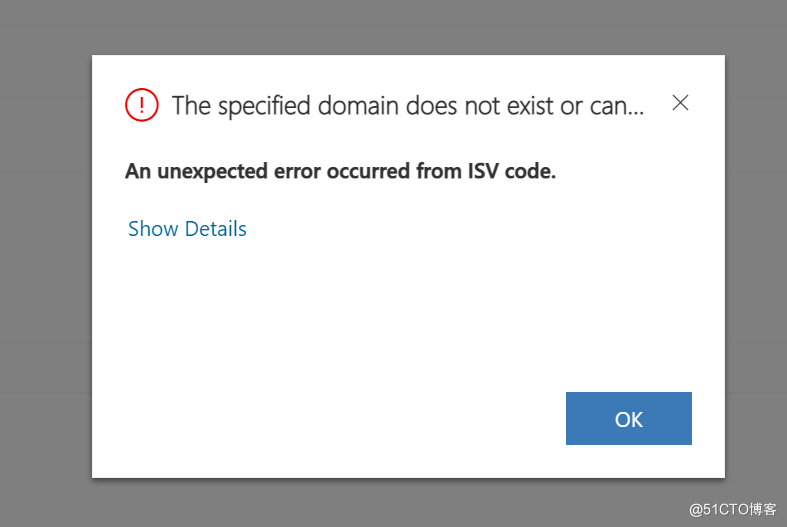 The specified domain does not exist or can...
An unexpected error occurred from ISV code.
Show Details
OK
@51CTO博客